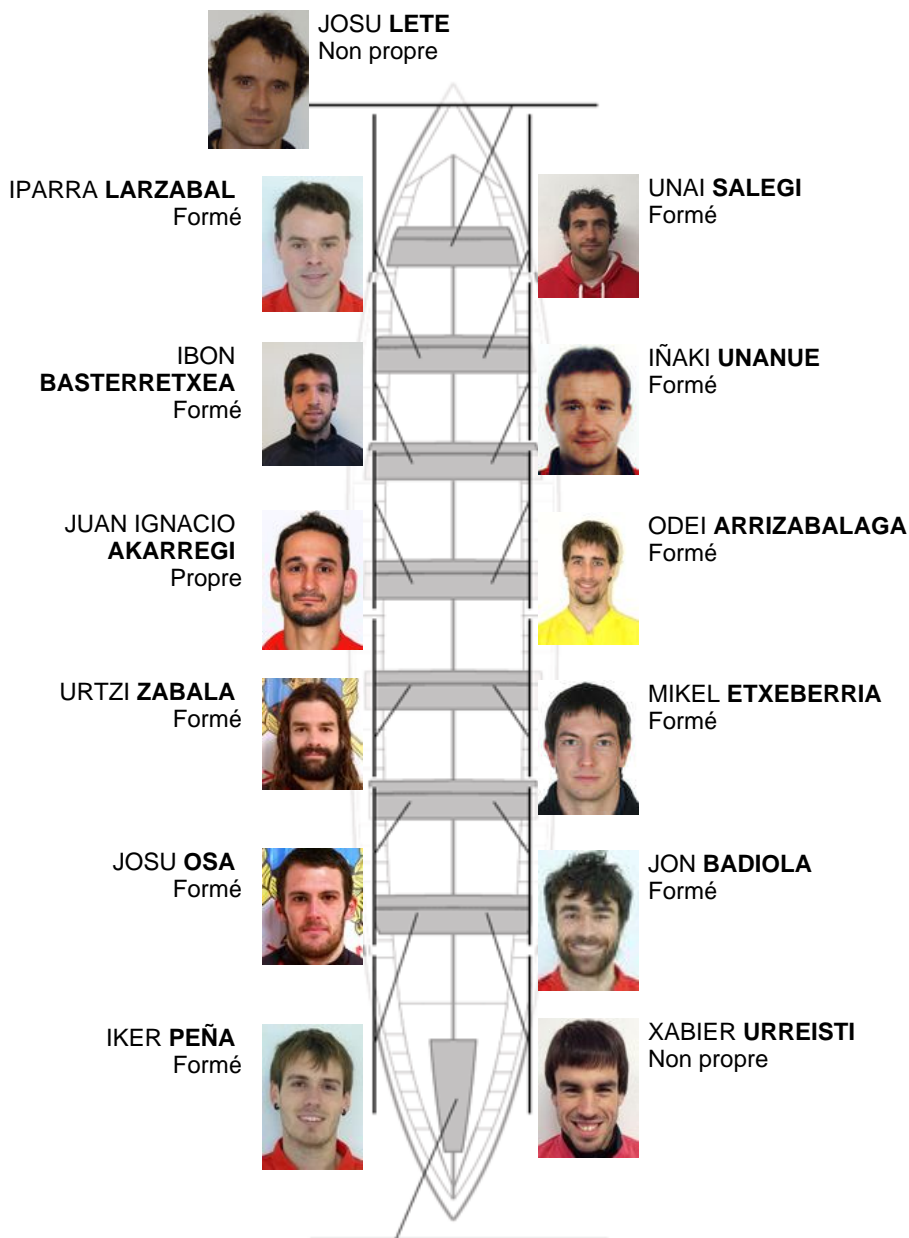 JOSU LETE
Non propre
IPARRA LARZABAL
Formé
UNAI SALEGI
Formé
IBON
BASTERRETXEA
Formé
IÑAKI UNANUE
Formé
JUAN IGNACIO
AKARREGI
Propre
ODEI ARRIZABALAGA
Formé
URTZI ZABALA
Formé
MIKEL ETXEBERRIA
Formé
JOSU OSA
Formé
JON BADIOLA
Formé
IKER PEÑA
Formé
XABIER URREISTI
Non propre